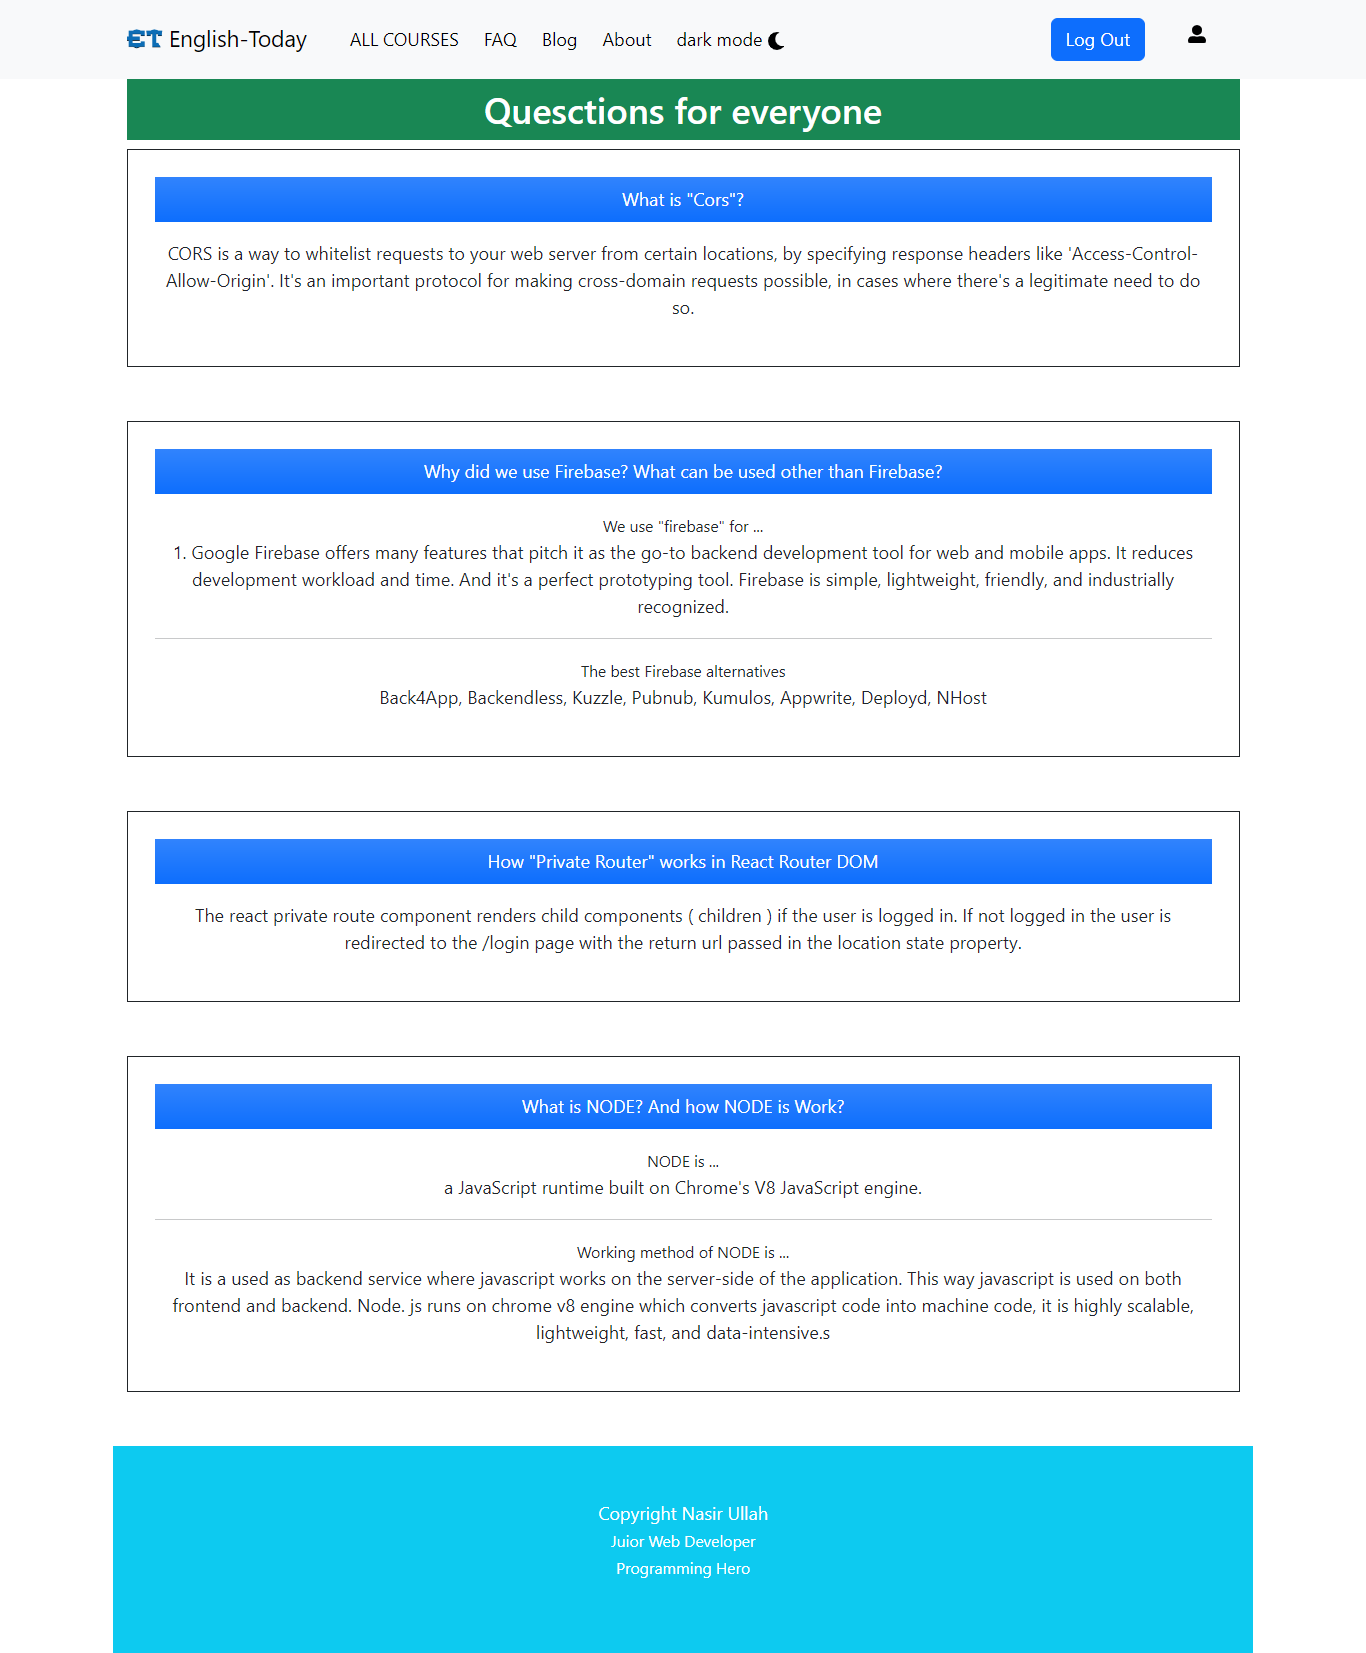 ET English-Today ALL COURSES FAQ Blog About dark mode Log Out
Quesctions for everyone
What is "Cors"?
CORS is a way to whitelist requests to your web server from certain locations, by specifying response headers like 'Access-Control-
Allow-Origin'. It's an important protocol for making cross-domain requests possible, in cases where there's a legitimate need to do
so.
Why did we use Firebase? What can be used other than Firebase?
We use "firebase" for ...
1. Google Firebase offers many features that pitch it as the go-to backend development tool for web and mobile apps. It reduces
development workload and time. And it's a perfect prototyping tool. Firebase is simple, lightweight, friendly, and industrially
recognized.
The best Firebase alternatives
Back4App, Backendless, Kuzzle, Pubnub, Kumulos, Appwrite, Deployd, NHost
How "Private Router" works in React Router DOM
The react private route component renders child components ( children ) if the user is logged in. If not logged in the user is
redirected to the /login page with the return url passed in the location state property.
What is NODE? And how NODE is Work?
NODE is ...
a JavaScript runtime built on Chrome's V8 JavaScript engine.
Working method of NODE is ...
It is a used as backend service where javascript works on the server-side of the application. This way javascript is used on both
frontend and backend. Node. js runs on chrome v8 engine which converts javascript code into machine code, it is highly scalable,
lightweight, fast, and data-intensive.s
Copyright Nasir Ullah
Juior Web Developer
Programming Hero